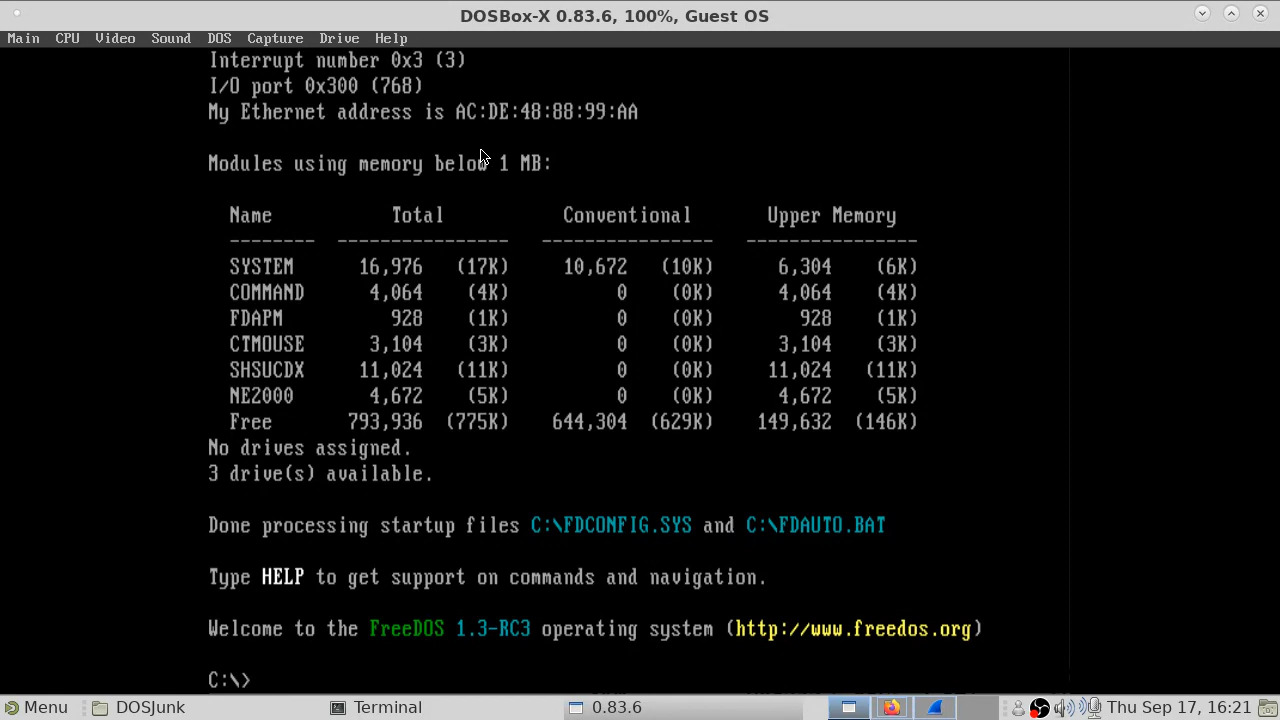 DOSBox-X 0.83.6, 100%, Guest OS
Main CPU Video Sound DOS Capture Drive Help
Interrupt number 0x3 (3)
I/O port 0x300 (768)
My Ethernet address is AC:DE:48:88:99:AA
Modules using memory below 1 MB:
Name Total Conventional Upper Memory
-------- ---------------- ---------------- ----------------
SYSTEM 16,976 (17K) 10,672 (10K) 6,304 (6K)
COMMAND 4,064 (4K) 0 (0K) 4,064 (4K)
FDAPM 928 (1K) 0 (0K) 928 (1K)
CTMOUSE 3,104 (3K) 0 (0K) 3,104 (3K)
SHSUCDX 11,024 (11K) 0 (0K) 11,024 (11K)
NE2000 4,672 (5K) 0 (0K) 4,672 (5K)
Free 793,936 (775K) 644,304 (629K) 149,632 (146K)
No drives assigned.
3 drive(s) available.
Done processing startup files C:\FDCONFIG.SYS and C:\FDAUTO.BAT
Type HELP to get support on commands and navigation.
Welcome to the FreeDOS 1.3-RC3 operating system (http://www.freedos.org)
C:\>
Menu DOSJunk Terminal 0.83.6 Thu Sep 17, 16:21